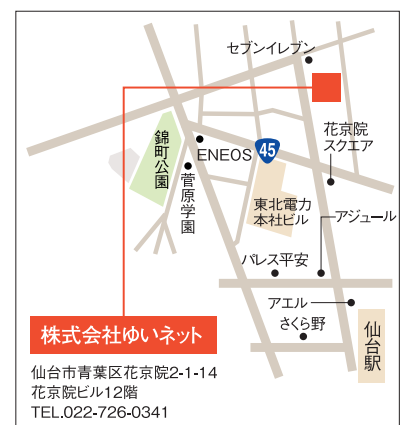 セブンイレブン
花京院
スクエア
錦町公園
ENEOS
45
菅原学園
東北電力
本社ビル
アジュール
パレス平安
アエル
さくら野
仙台駅
株式会社ゆいネット
仙台市青葉区花京院2-1-14
花京院ビル12階
TEL.022-726-0341